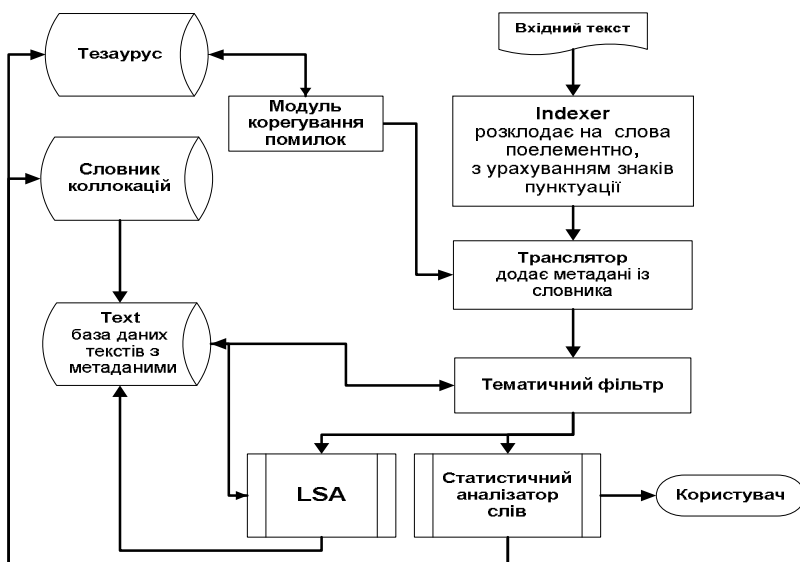 Тезаурус
Вхідний текст
Модуль
корегування
помилок
Indexer
розклодає на слова
поелементно,
з урахуванням знаків
пунктуації
Словник
коллокацій
Транслятор
додає метадані із
словника
Text
база даних
текстів з
метаданими
Тематичний фільтр
LSA
Статистичний
аналізатор
слів
Користувач